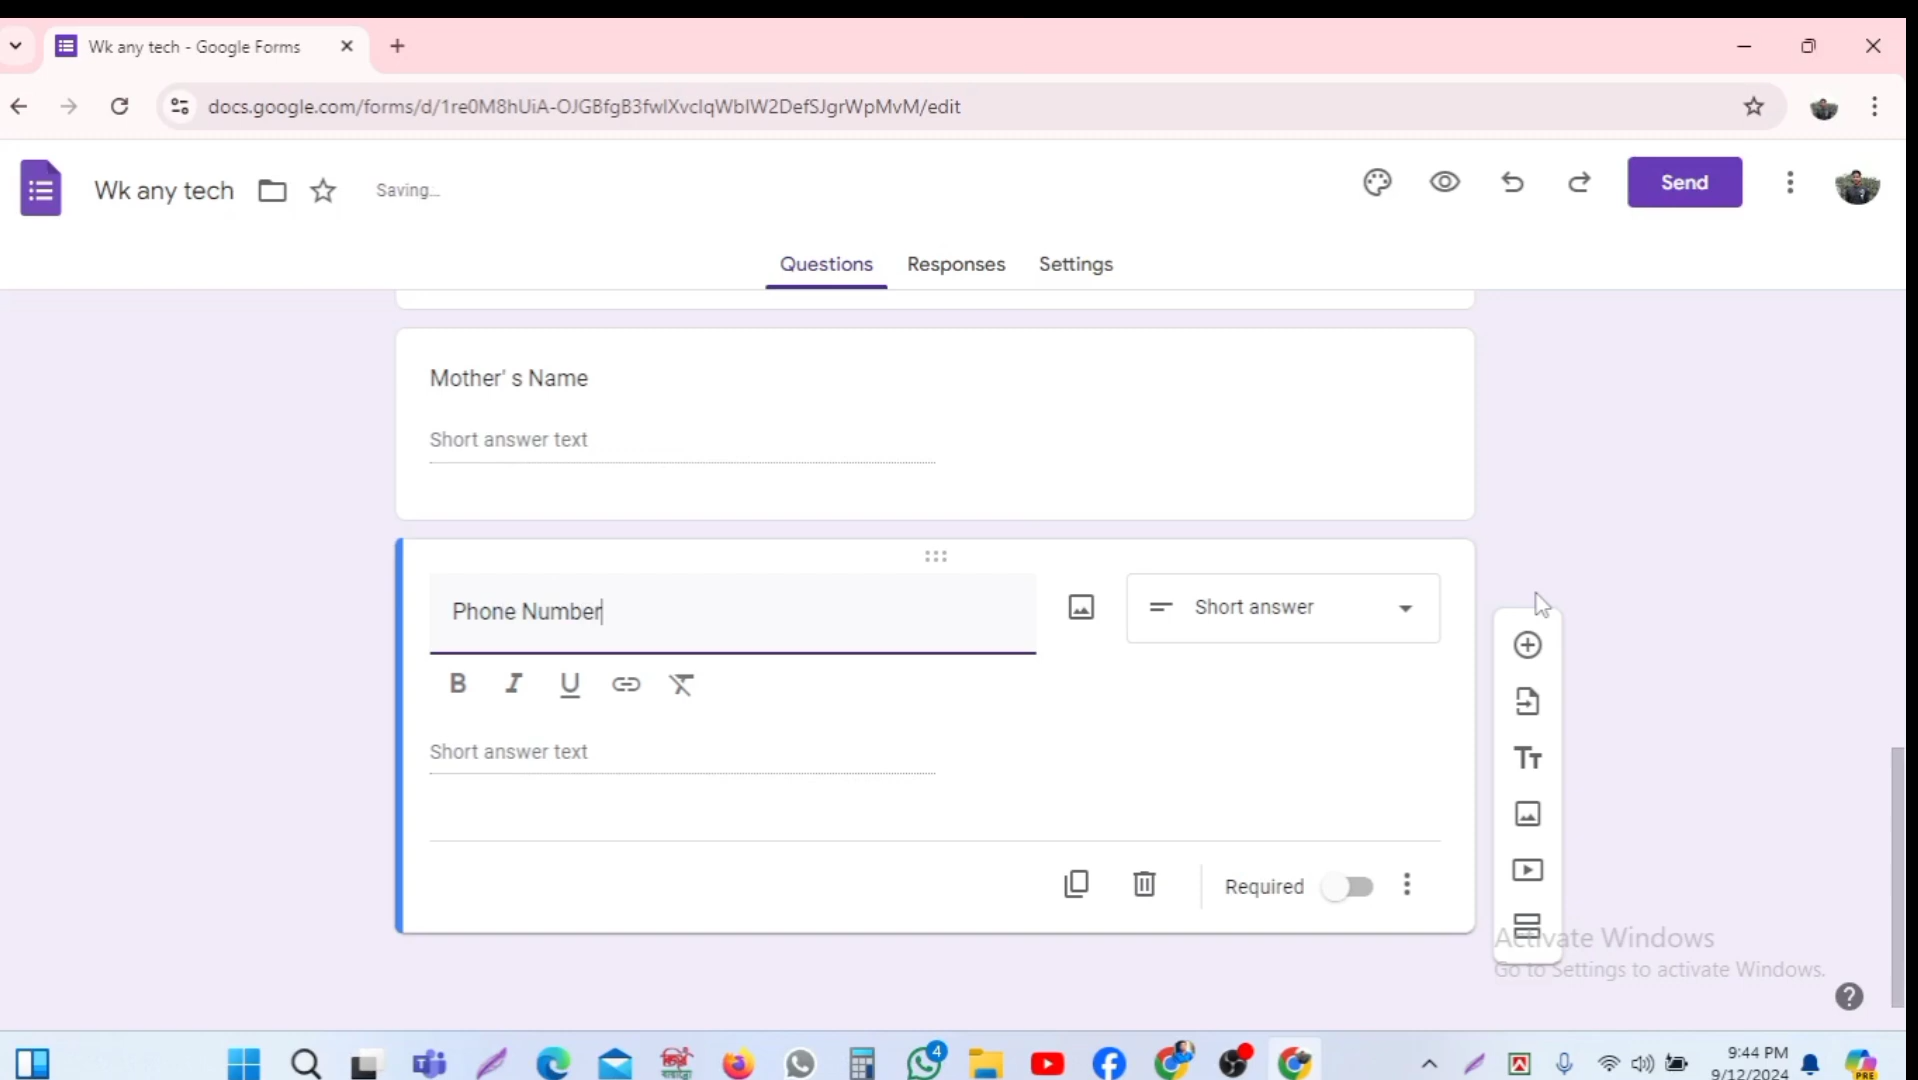 Wk any tech - Google Forms
docs.google.com/forms/d/1re0M8hUiA-OJGBfgB3fwlXvclqWblW2DefSJgrWpMvM/edit
Wk any tech
Saving...
Send
Questions Responses Settings
Mother' s Name
Short answer text
Phone Number
Short answer
B I U
Short answer text
Required
Activate Windows
Go to Settings to activate Windows.
4
9:44 PM
9/12/2024
PRE